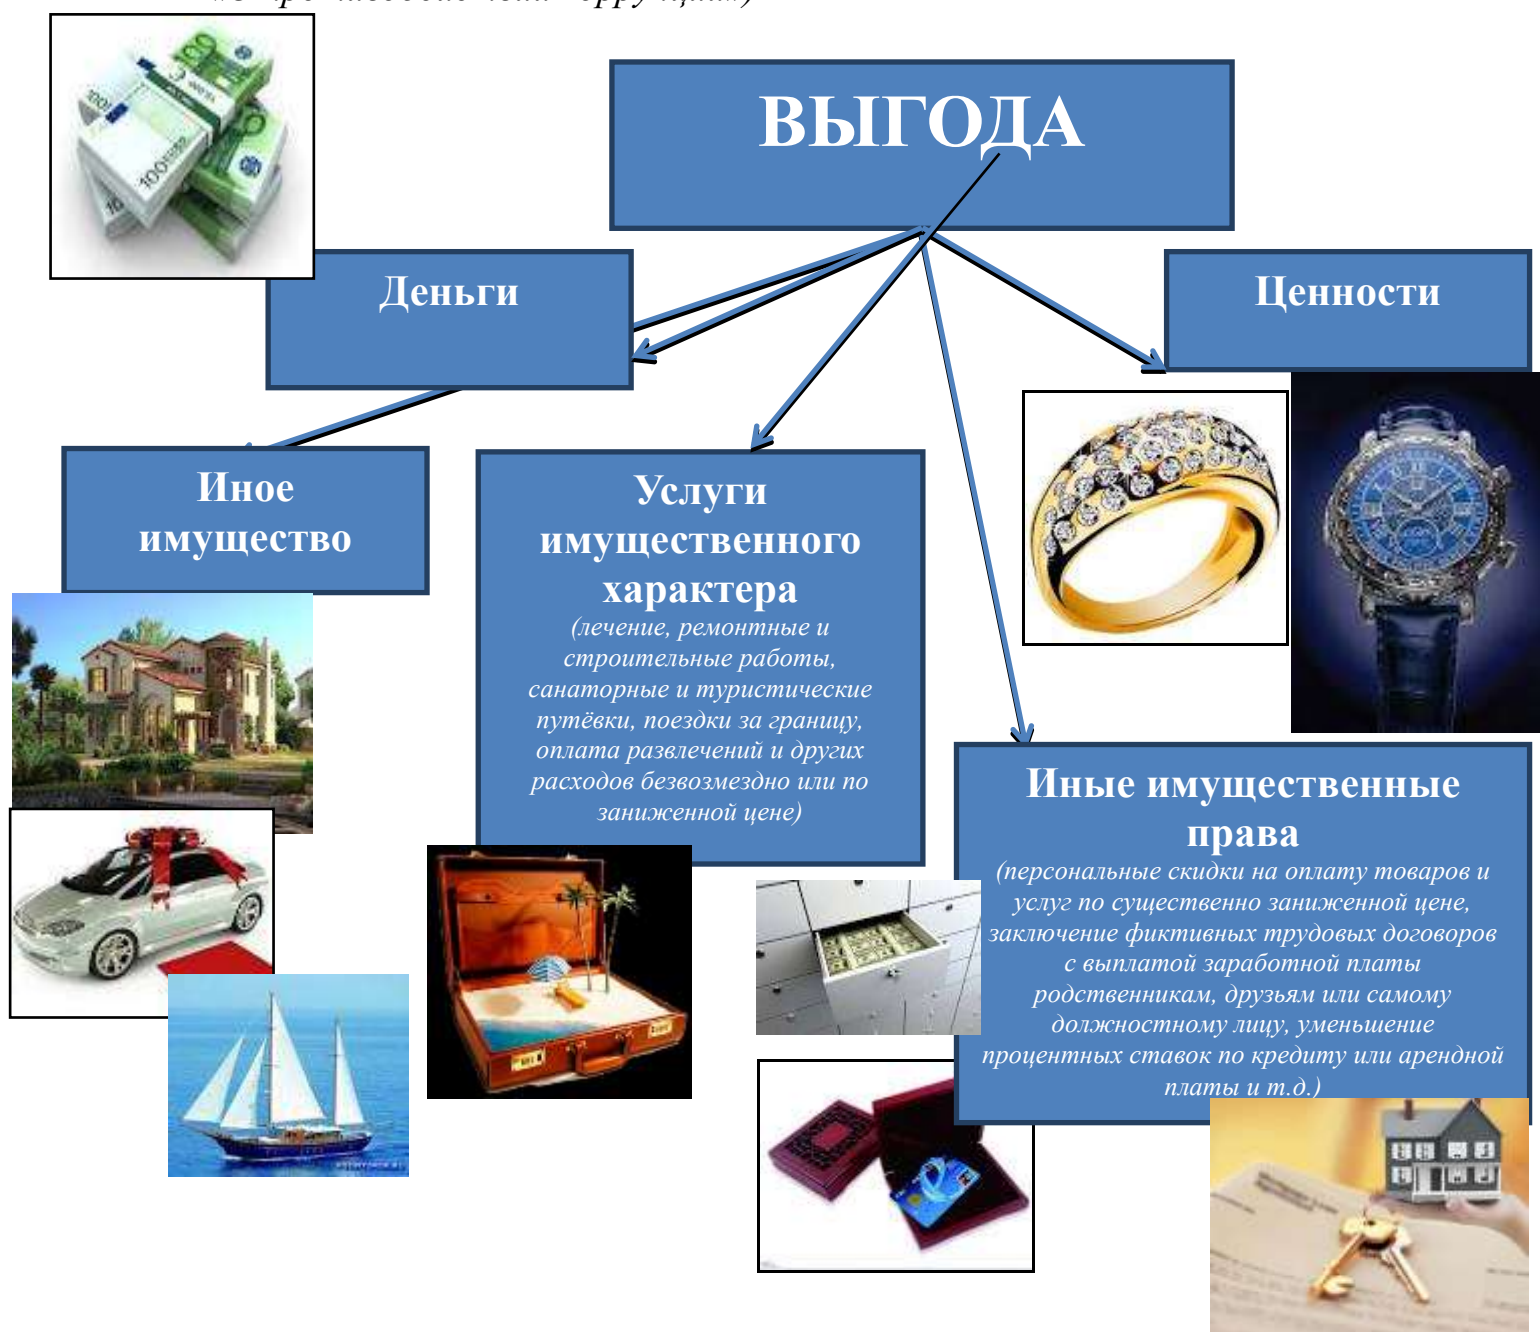 ВЫГОДА
Деньги
Ценности
Иное
имущество
Услуги
имущественного
характера
(лечение, ремонтные и
строительные работы,
санаторные и туристические
путёвки, поездки за границу,
оплата развлечений и других
расходов безвозмездно или по
заниженной цене)
Иные имущественные
права
(персональные скидки на оплату товаров и
услуг по существенно заниженной цене,
заключение фиктивных трудовых договоров
с выплатой заработной платы
родственникам, друзьям или самому
должностному лицу, уменьшение
процентных ставок по кредиту или арендной
платы и т.д.)
100
100
100